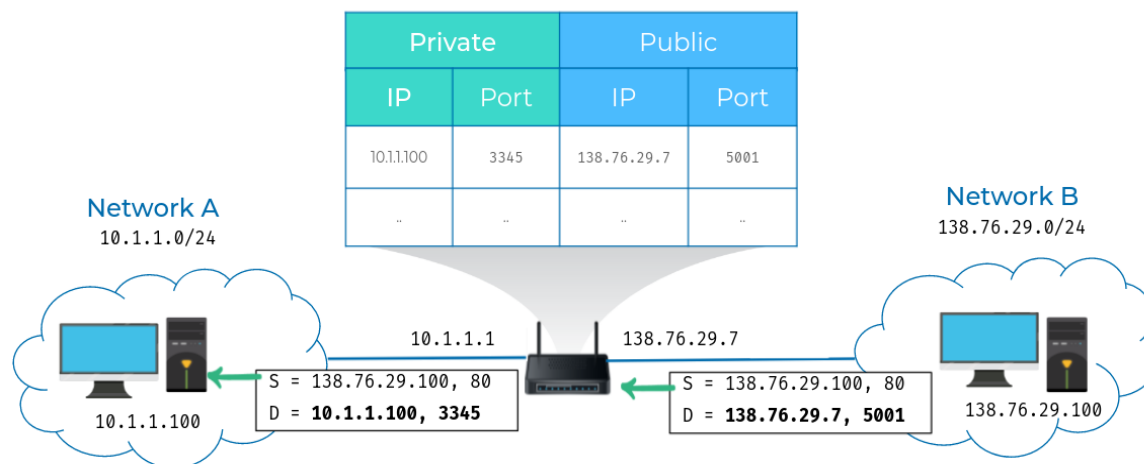 Private Public
IP Port IP Port
10.1.1.100 3345 138.76.29.7 5001
.. .. .. ..
Network A
10.1.1.0/24
Network B
138.76.29.0/24
10.1.1.1
138.76.29.7
S = 138.76.29.100, 80
D = 10.1.1.100, 3345
S = 138.76.29.100, 80
D = 138.76.29.7, 5001
10.1.1.100
138.76.29.100